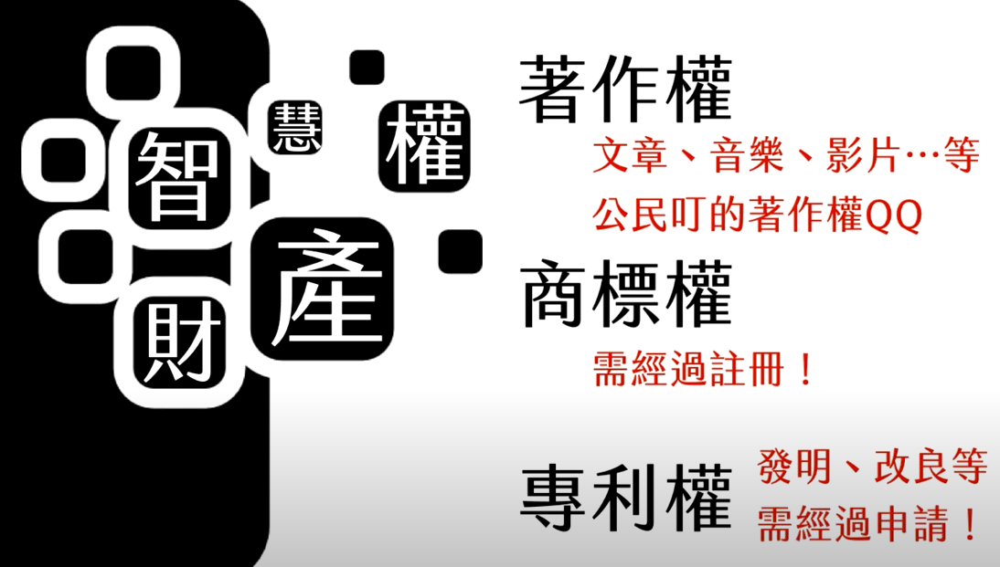 智慧
財產權
著作權
文章、音樂、影片…等
公民叮的著作權QQ
商標權
需經過註冊！
專利權
發明、改良等
需經過申請！